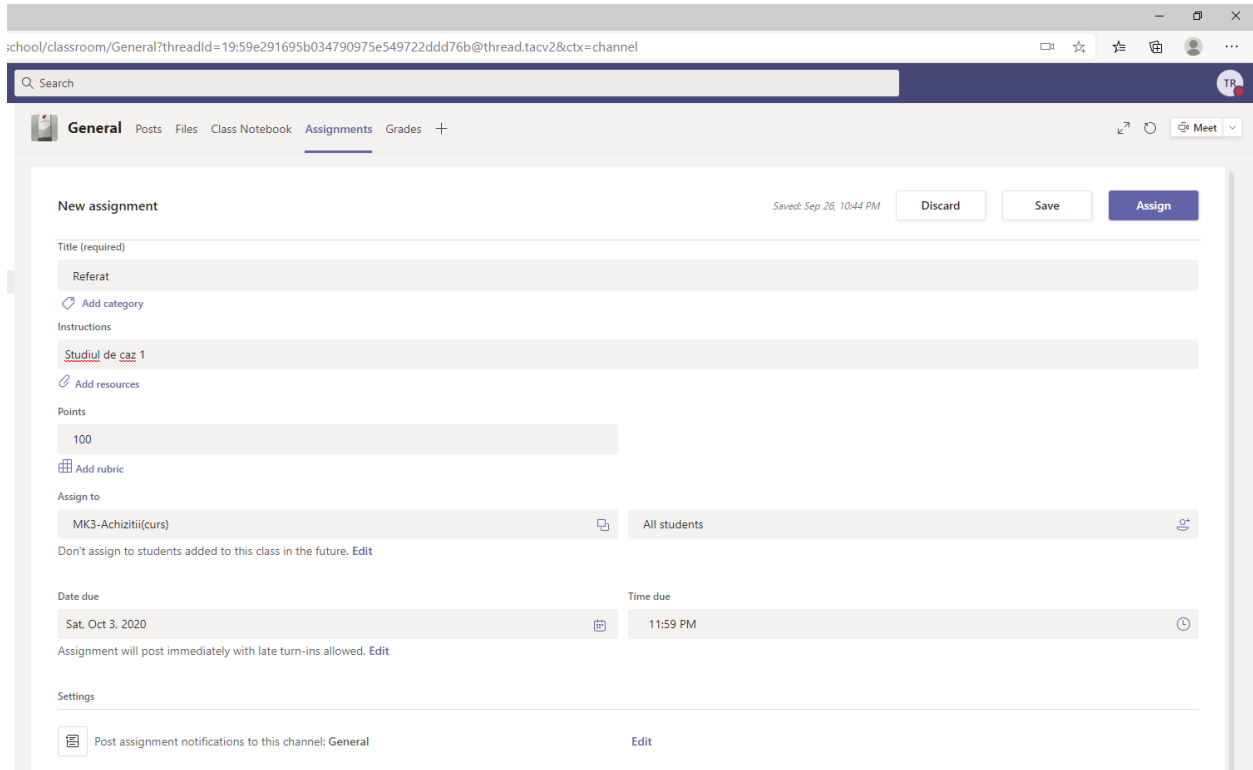 school/classroom/General?threadId=19:59e291695b034790975e549722ddd76b@thread.tacv2&ctx=channel
Search
TR
General Posts Files Class Notebook Assignments Grades
Meet
New assignment Saved: Sep 26, 10:44 PM Discard Save Assign
Title (required)
Referat
Add category
Instructions
Studiul de caz 1
Add resources
Points
100
Add rubric
Assign to
MK3-Achizitii(curs) All students
Don't assign to students added to this class in the future. Edit
Date due Time due
Sat, Oct 3, 2020 11:59 PM
Assignment will post immediately with late turn-ins allowed. Edit
Settings
Post assignment notifications to this channel: General Edit